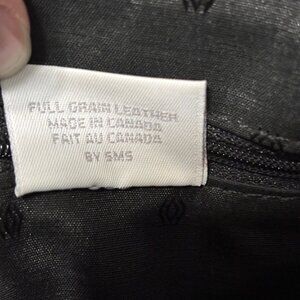 FULL GRAIN LEATHER
MADE IN CANADA
FAIT AU CANADA
BY SMS